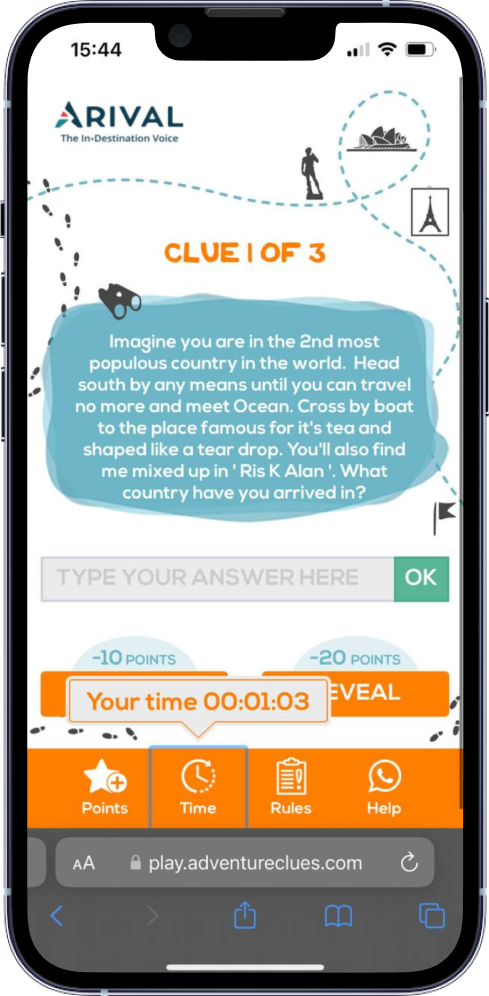 15:44
ARIVAL
The In-Destination Voice
CLUE 1 OF 3
Imagine you are in the 2nd most
populous country in the world. Head
south by any means until you can travel
no more and meet Ocean. Cross by boat
to the place famous for it's tea and
shaped like a tear drop. You'll also find
me mixed up in ' Ris K Alan '. What
country have you arrived in?
TYPE YOUR ANSWER HERE OK
-10 POINTS -20 POINTS
EVEAL
Your time 00:01:03
Points Time Rules Help
AA play.adventureclues.com